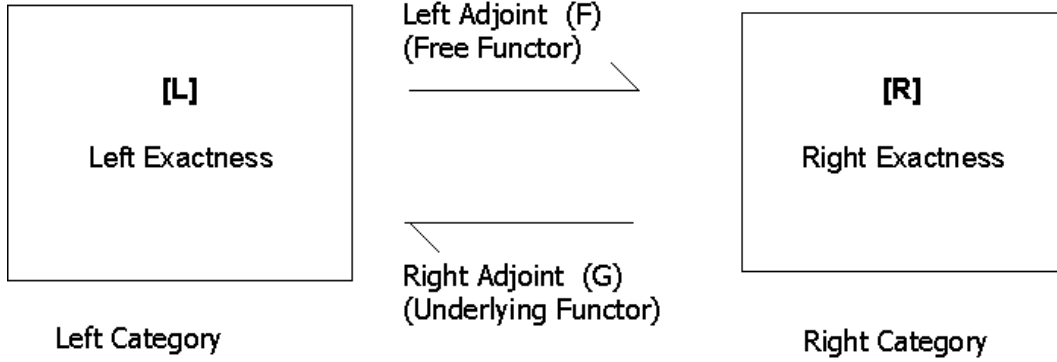 Left Adjoint (F)
(Free Functor)
[L]
Left Exactness
[R]
Right Exactness
Right Adjoint (G)
(Underlying Functor)
Left Category
Right Category